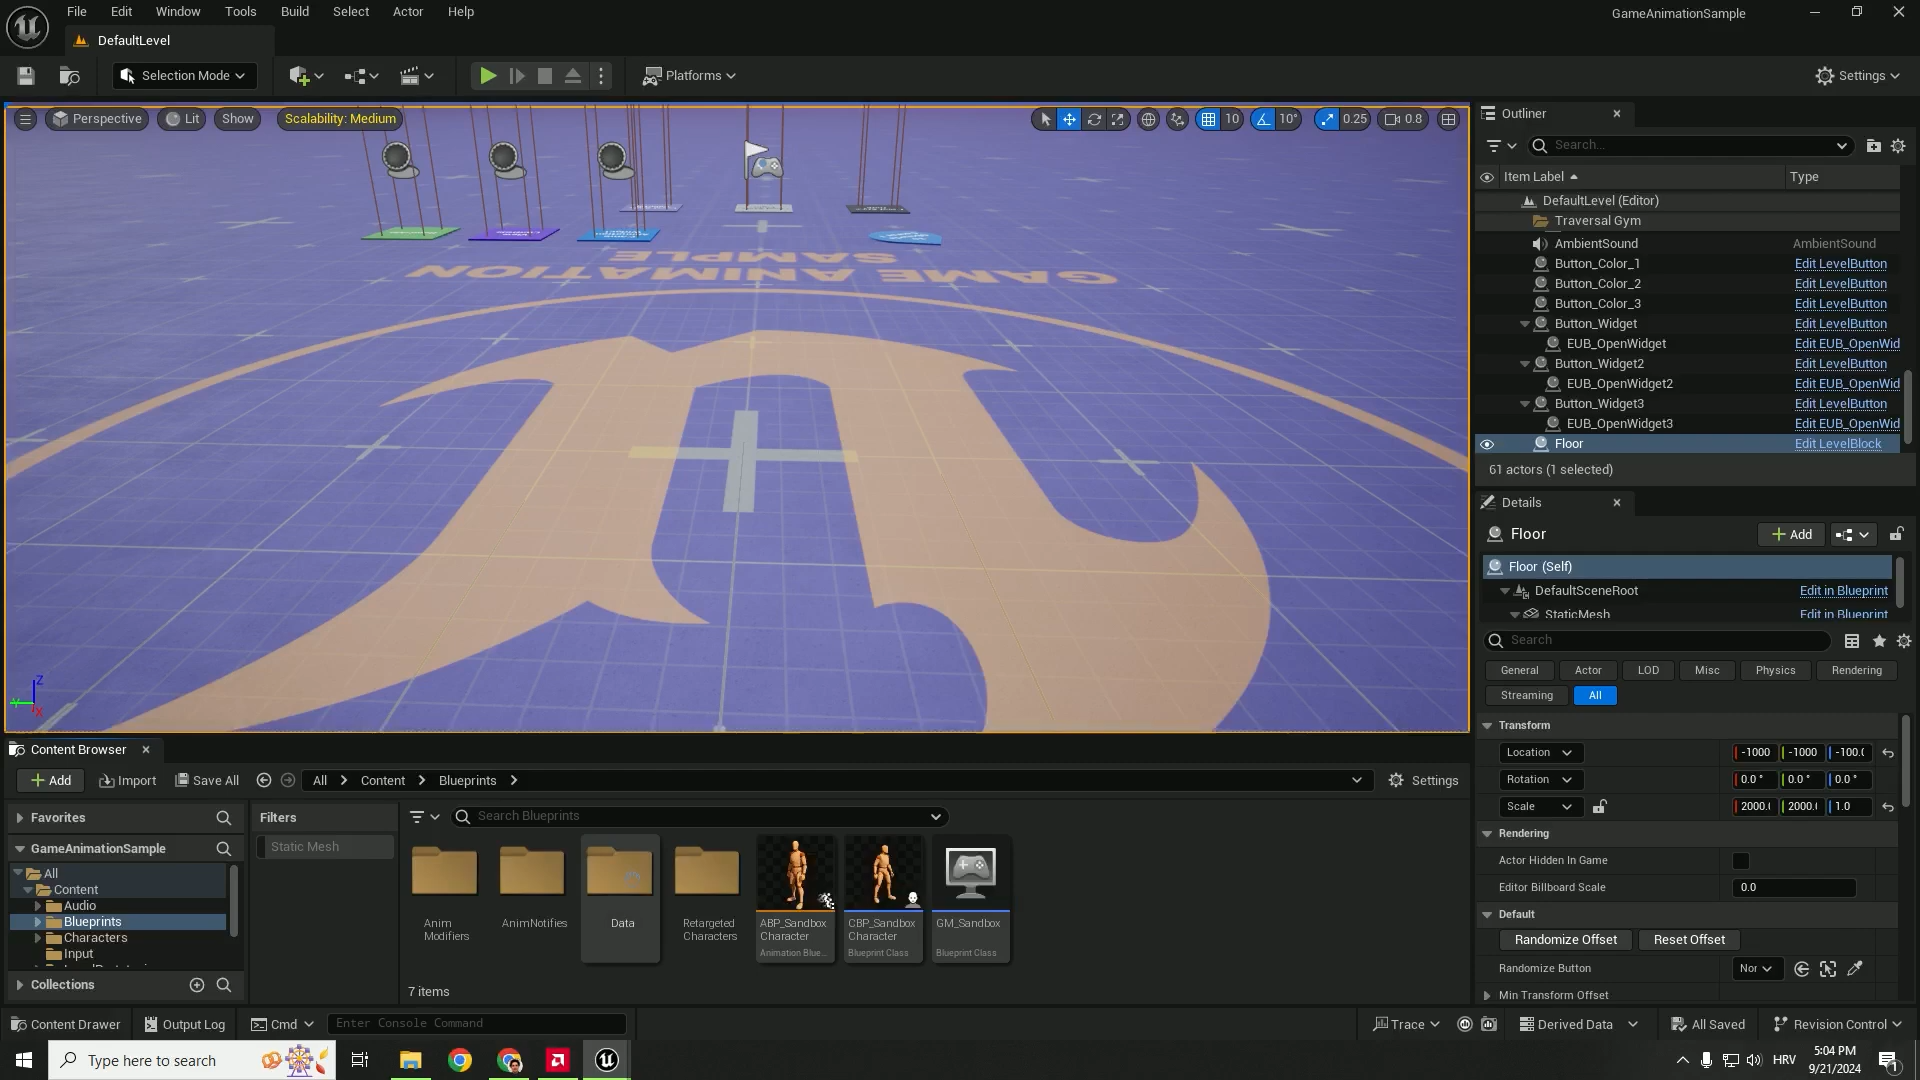 File Edit Window Tools Build Select Actor Help
GameAnimationSample
DefaultLevel
Selection Mode
Platforms
Settings
Perspective Lit Show Scalability: Medium
10 10° 0.25 0.8
GAME ANIMATION
SAMPLE
Outliner
Search...
Item Label Type
DefaultLevel (Editor)
Traversal Gym
AmbientSound AmbientSound
Button_Color_1 Edit LevelButton
Button_Color_2 Edit LevelButton
Button_Color_3 Edit LevelButton
Button_Widget Edit LevelButton
EUB_OpenWidget Edit EUB_OpenWid
Button_Widget2 Edit LevelButton
EUB_OpenWidget2 Edit EUB_OpenWid
Button_Widget3 Edit LevelButton
EUB_OpenWidget3 Edit EUB_OpenWid
Floor Edit LevelBlock
61 actors (1 selected)
Details
Floor
Add
Floor (Self)
DefaultSceneRoot Edit in Blueprint
StaticMesh Edit in Blueprint
Search
General Actor LOD Misc Physics Rendering
Streaming All
Transform
Location -1000 -1000 -100.(
Rotation 0.0 ° 0.0 ° 0.0 °
Scale 2000.( 2000.( 1.0
Rendering
Actor Hidden In Game
Editor Billboard Scale 0.0
Default
Randomize Offset Reset Offset
Randomize Button Nor
Min Transform Offset
Content Browser
Add Import Save All All Content Blueprints Settings
Favorites
GameAnimationSample
All
Content
Audio
Blueprints
Characters
Input
Collections
Filters
Static Mesh
Search Blueprints
Anim
Modifiers
AnimNotifies
Data
Retargeted
Characters
ABP_Sandbox
Character
Animation Blue...
CBP_Sandbox
Character
Blueprint Class
GM_Sandbox
Blueprint Class
7 items
Content Drawer Output Log Cmd Enter Console Command Trace Derived Data All Saved Revision Control
Type here to search
HRV
5:04 PM
9/21/2024
1